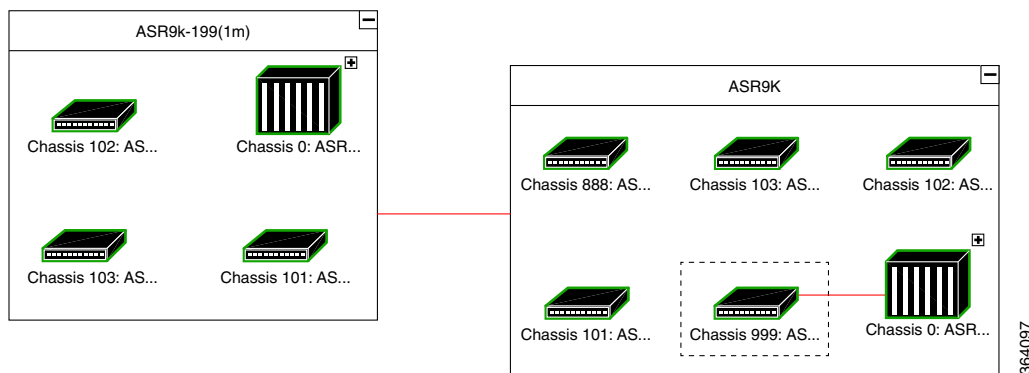 ASR9k-199(1m)
Chassis 102: AS...
Chassis 0: ASR...
Chassis 103: AS...
Chassis 101: AS...
ASR9K
Chassis 888: AS...
Chassis 103: AS...
Chassis 102: AS...
Chassis 101: AS...
Chassis 999: AS...
Chassis 0: ASR...
364097